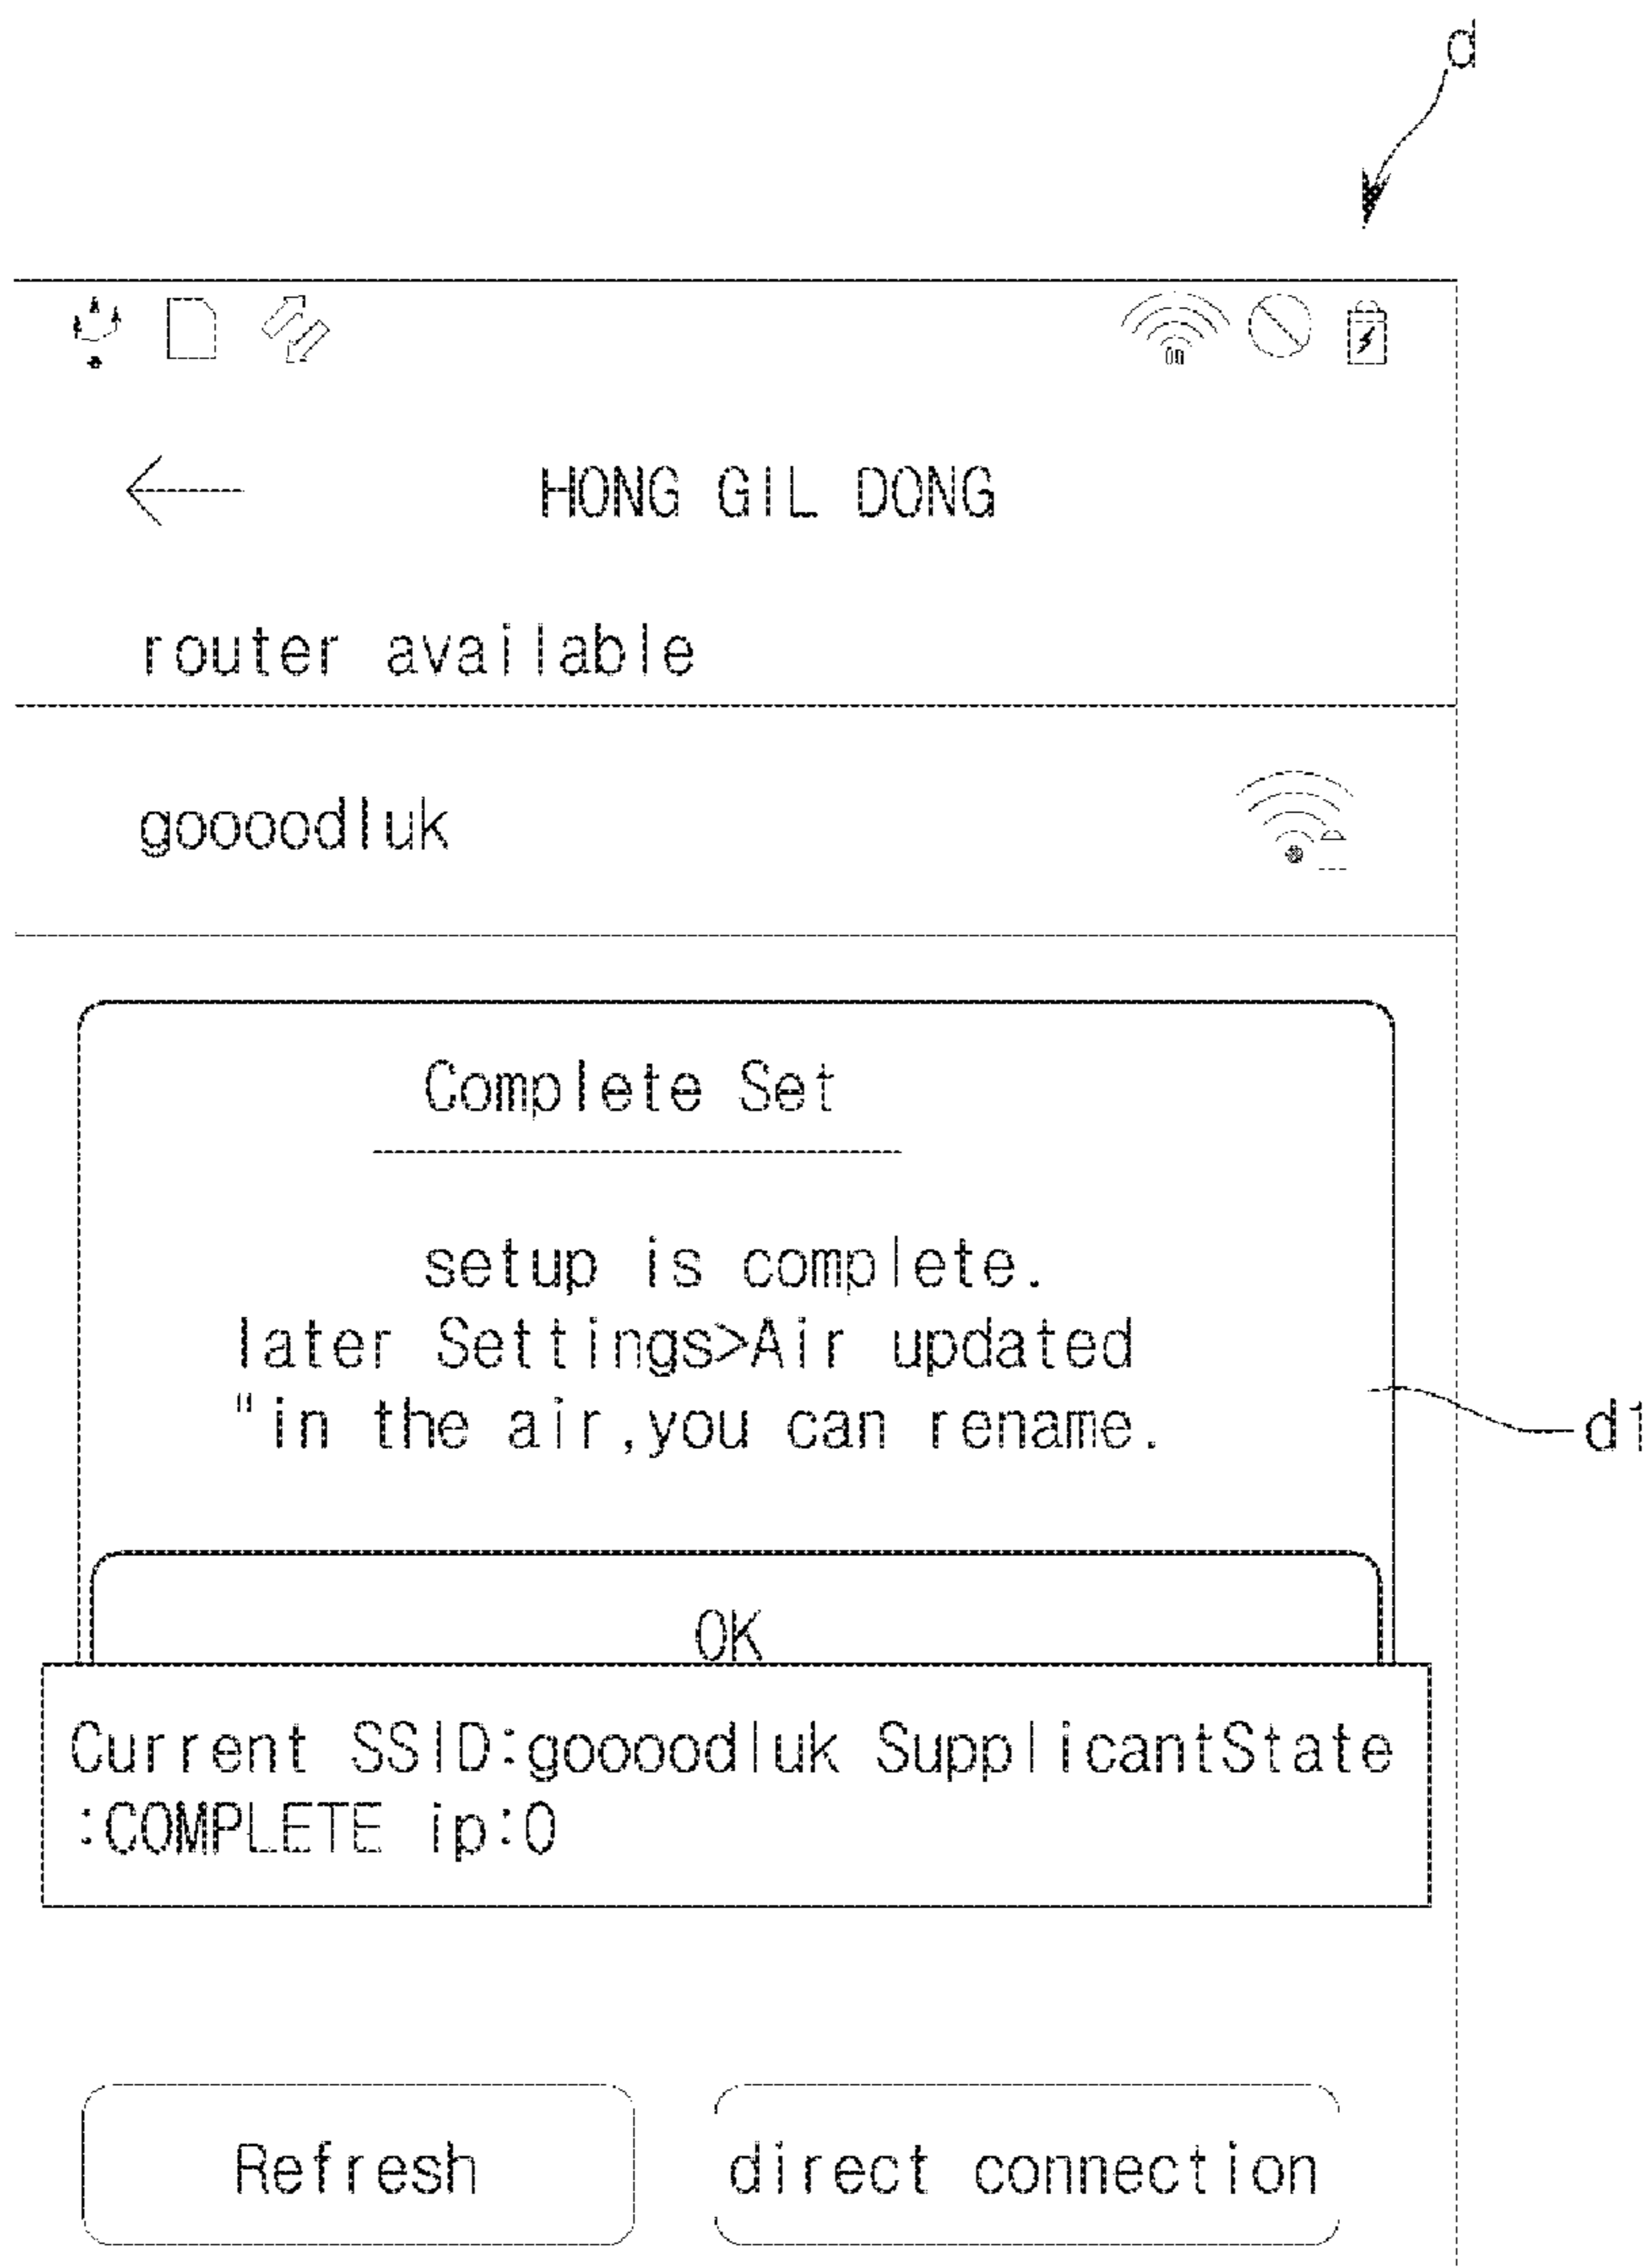 d
HONG GIL DONG
router available
goooodluk
Complete Set
setup is complete.
later Settings>Air updated
"in the air,you can rename.
d1
OK
Current SSID:goooodluk SupplicantState
:COMPLETE ip:0
Refresh
direct connection